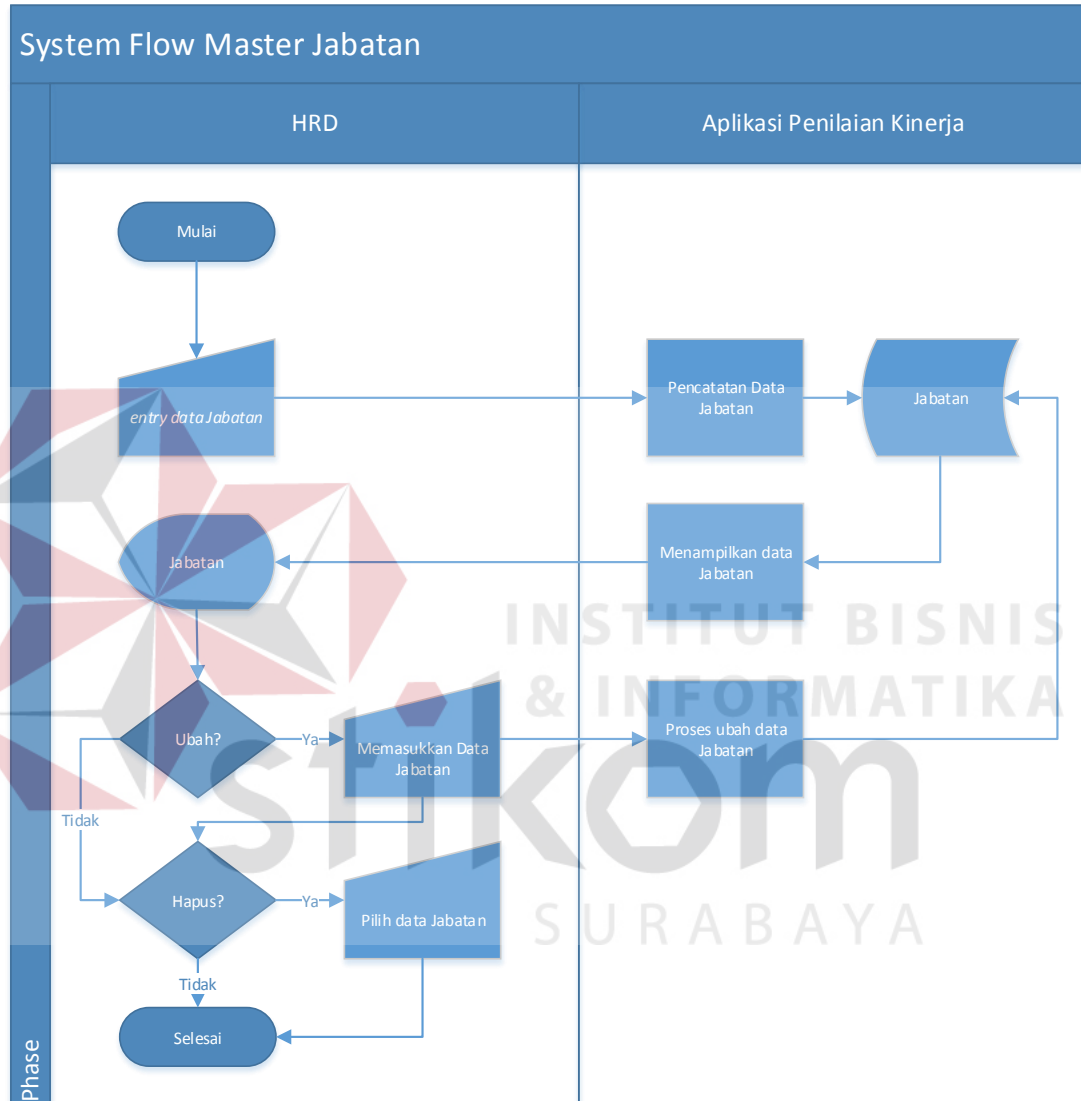 System Flow Master Jabatan
HRD
Aplikasi Penilaian Kinerja
Mulai
entry data Jabatan
Pencatatan Data
Jabatan
Jabatan
Jabatan
Menampilkan data
Jabatan
INSTITUT BISNIS
& INFORMATIKA
stikom
SURABAYA
Ubah?
Ya
Memasukkan Data
Jabatan
Proses ubah data
Jabatan
Tidak
Hapus?
Ya
Pilih data Jabatan
Tidak
Selesai
Phase